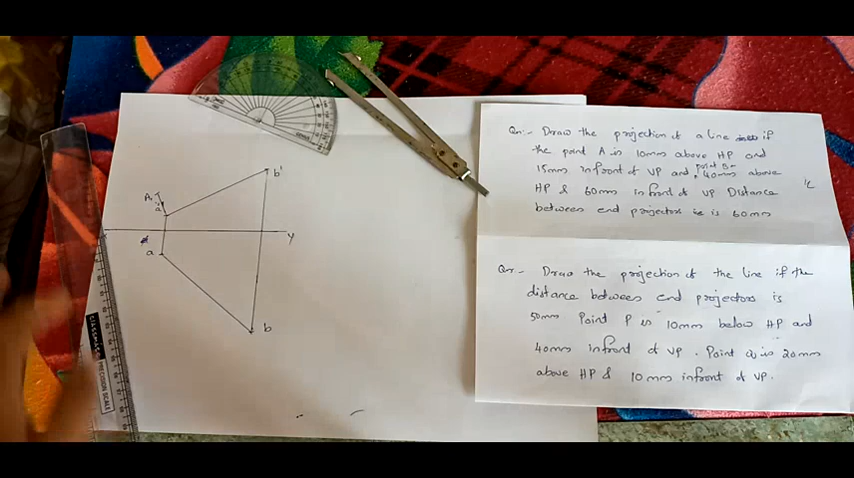 Qn:- Draw the projection of a line if
the point A is 10mm above HP and
15mm infront of VP and point B is 40mm above
HP & 60mm infront of VP Distance
between end projectors is 60mm
Qn:- Draw the projection of the line if the
distance between end projectors is
50mm Point P is 10mm below HP and
40mm infront of VP. Point Q is 20mm
above HP & 10mm infront of VP.
b'
a'
y
a
b
CLASSMATE
PRECISION SCALE